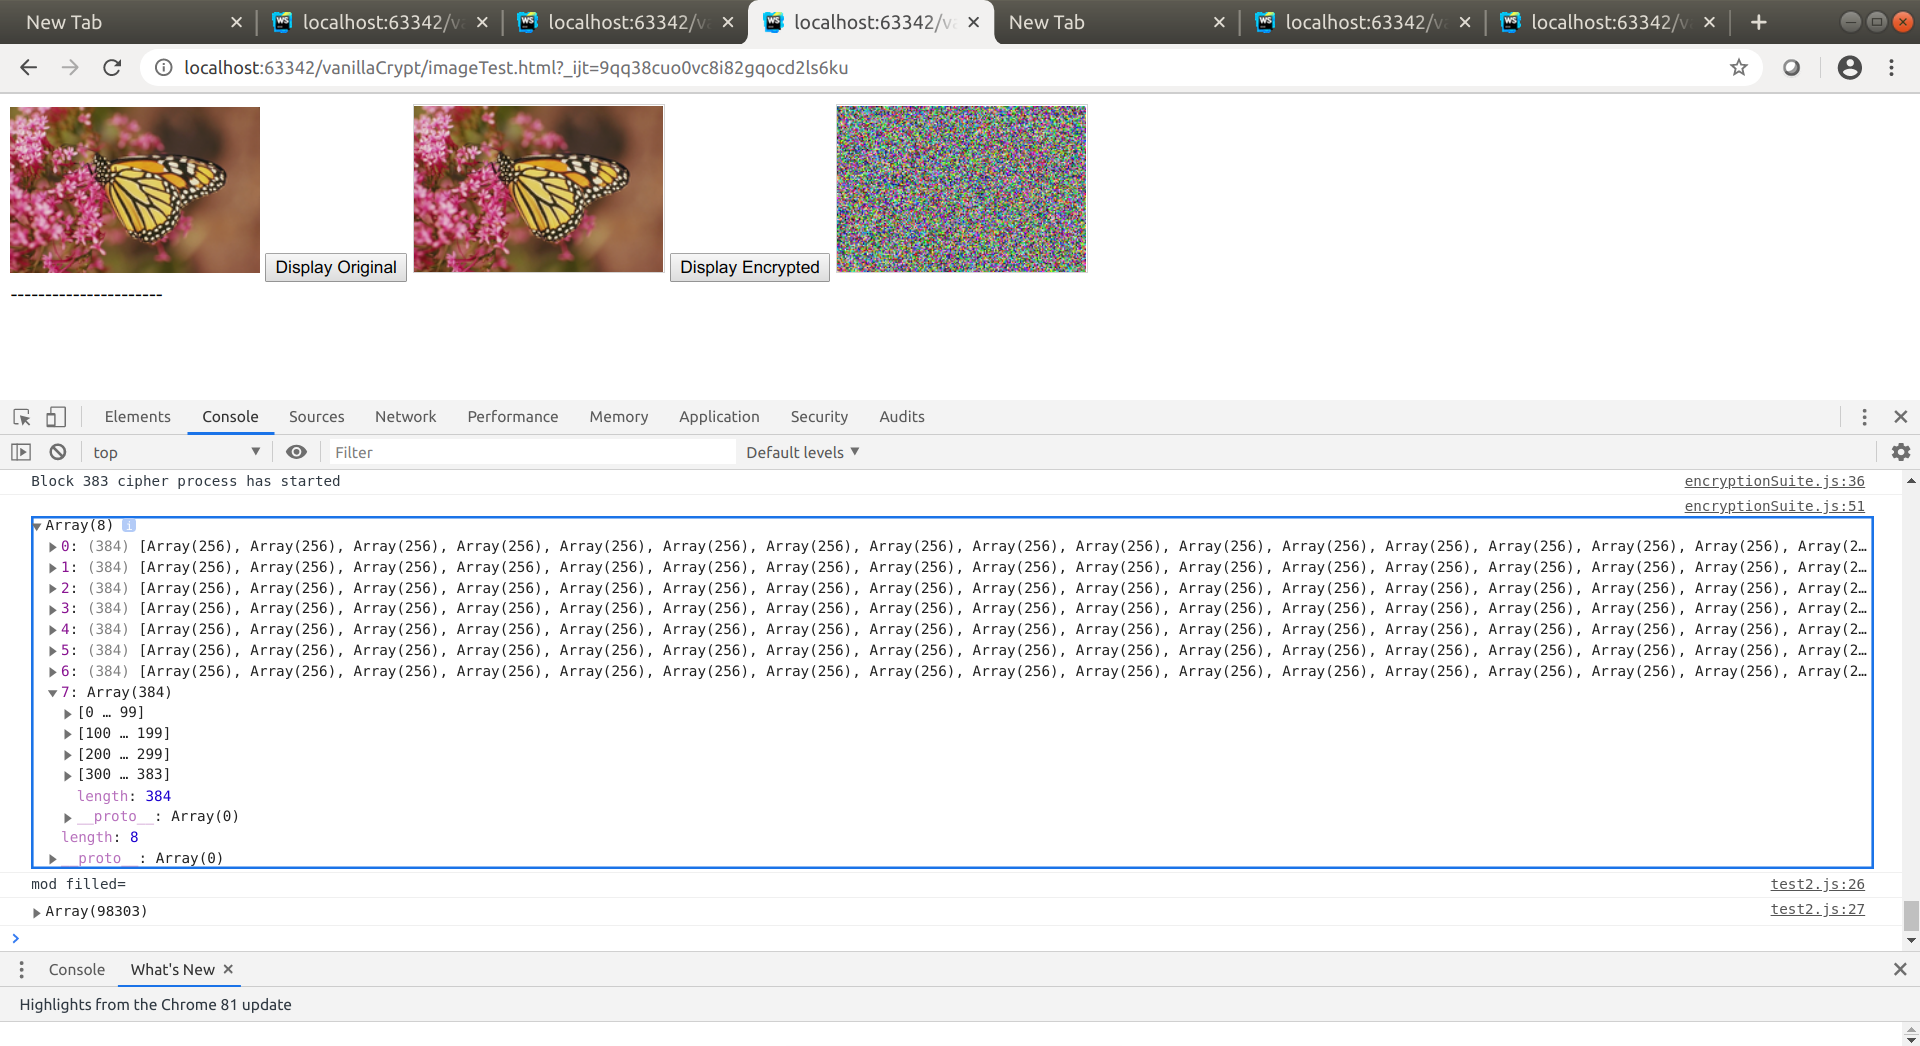 New Tab
localhost:63342/va
localhost:63342/va
localhost:63342/va
New Tab
localhost:63342/v
localhost:63342/v
localhost:63342/vanillaCrypt/imageTest.html?_ijt=9qq38cuo0vc8i82gqocd2ls6ku
Display Original
Display Encrypted
----------------------
Elements Console Sources Network Performance Memory Application Security Audits
top Filter Default levels
Block 383 cipher process has started encryptionSuite.js:36
encryptionSuite.js:51
Array(8) i
0: (384) [Array(256), Array(256), Array(256), Array(256), Array(256), Array(256), Array(256), Array(256), Array(256), Array(256), Array(256), Array(256), Array(256), Array(256), Array(256), Array(256), Array(2…
1: (384) [Array(256), Array(256), Array(256), Array(256), Array(256), Array(256), Array(256), Array(256), Array(256), Array(256), Array(256), Array(256), Array(256), Array(256), Array(256), Array(256), Array(2…
2: (384) [Array(256), Array(256), Array(256), Array(256), Array(256), Array(256), Array(256), Array(256), Array(256), Array(256), Array(256), Array(256), Array(256), Array(256), Array(256), Array(256), Array(2…
3: (384) [Array(256), Array(256), Array(256), Array(256), Array(256), Array(256), Array(256), Array(256), Array(256), Array(256), Array(256), Array(256), Array(256), Array(256), Array(256), Array(256), Array(2…
4: (384) [Array(256), Array(256), Array(256), Array(256), Array(256), Array(256), Array(256), Array(256), Array(256), Array(256), Array(256), Array(256), Array(256), Array(256), Array(256), Array(256), Array(2…
5: (384) [Array(256), Array(256), Array(256), Array(256), Array(256), Array(256), Array(256), Array(256), Array(256), Array(256), Array(256), Array(256), Array(256), Array(256), Array(256), Array(256), Array(2…
6: (384) [Array(256), Array(256), Array(256), Array(256), Array(256), Array(256), Array(256), Array(256), Array(256), Array(256), Array(256), Array(256), Array(256), Array(256), Array(256), Array(256), Array(2…
7: Array(384)
[0 … 99]
[100 … 199]
[200 … 299]
[300 … 383]
length: 384
__proto__: Array(0)
length: 8
__proto__: Array(0)
mod filled= test2.js:26
Array(98303) test2.js:27
Console What's New
Highlights from the Chrome 81 update